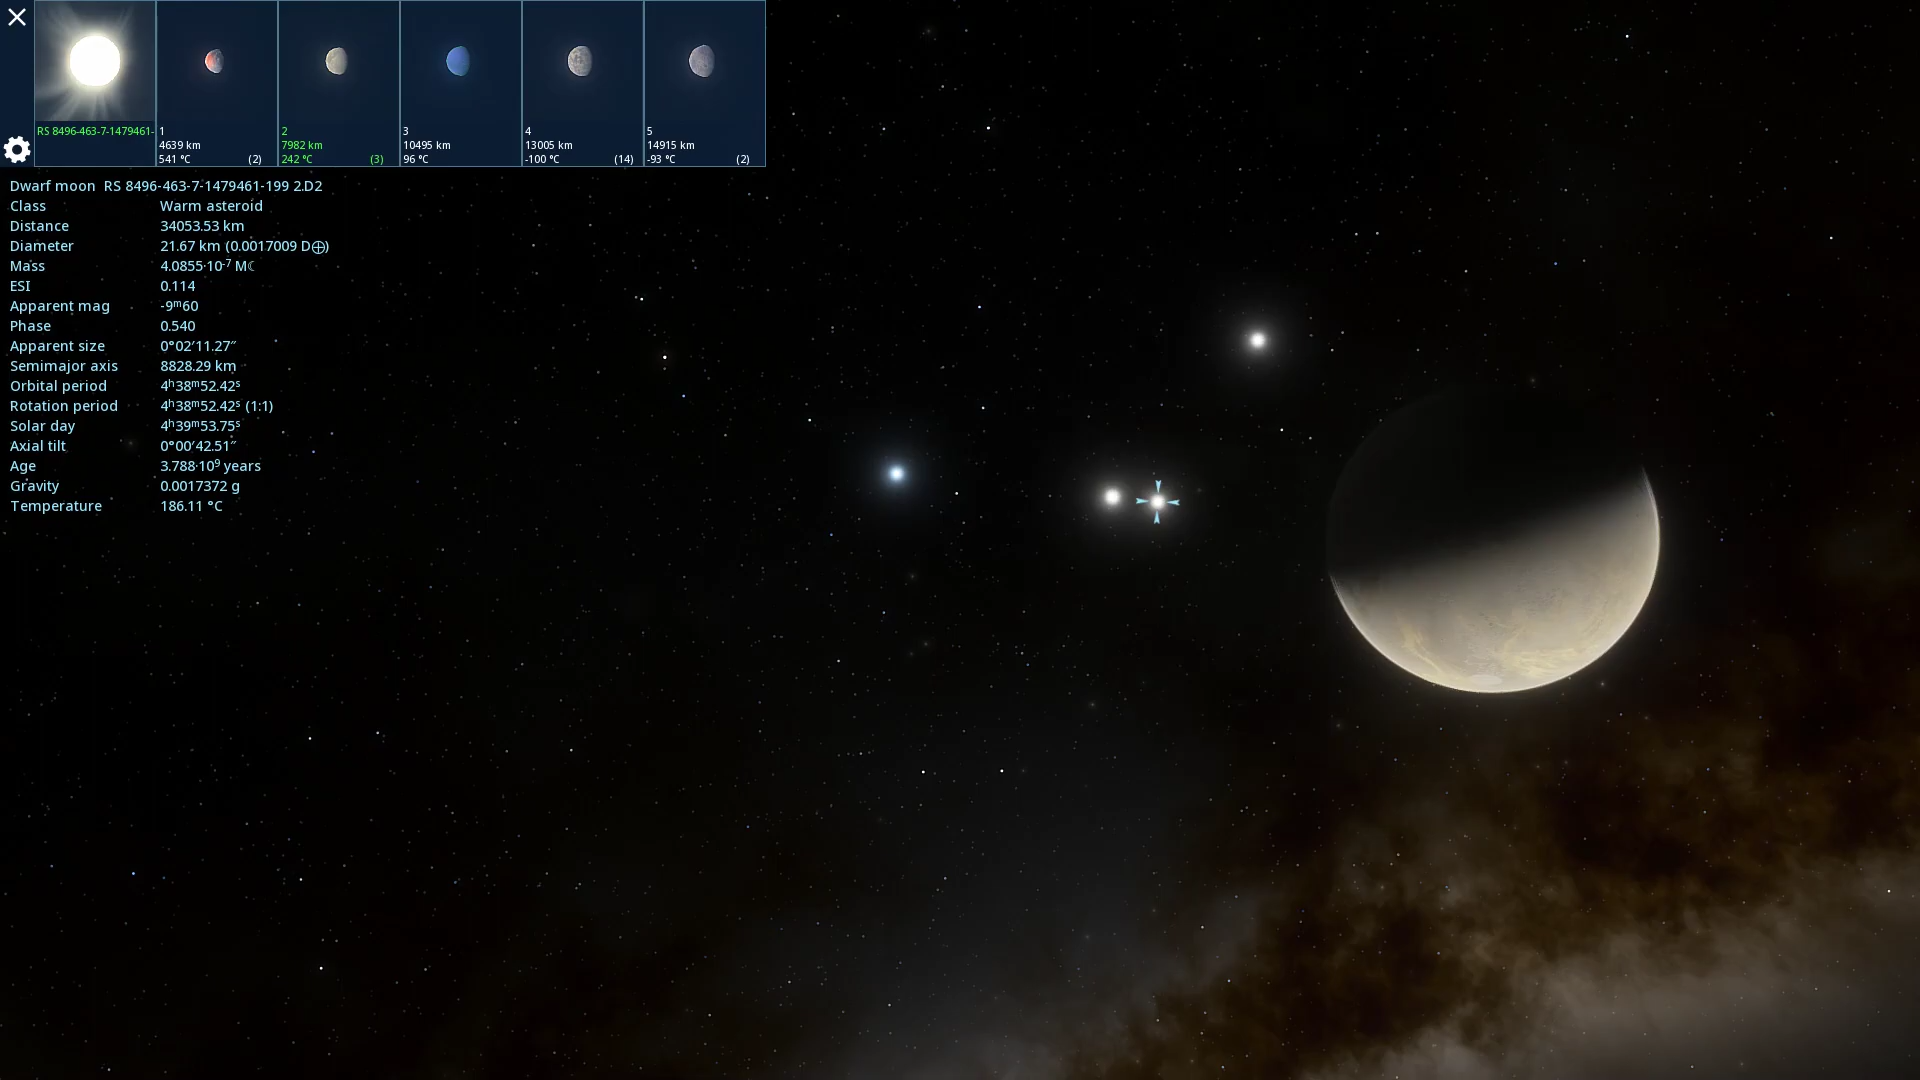 RS 8496-463-7-1479461-
1
4639 km
541 °C (2)
2
7982 km
242 °C (3)
3
10495 km
96 °C
4
13005 km
-100 °C (14)
5
14915 km
-93 °C (2)
Dwarf moon RS 8496-463-7-1479461-199 2.D2
Class Warm asteroid
Distance 34053.53 km
Diameter 21.67 km (0.0017009 D⊕)
Mass 4.0855·10⁻⁷ M☾
ESI 0.114
Apparent mag -9ᵐ60
Phase 0.540
Apparent size 0°02′11.27″
Semimajor axis 8828.29 km
Orbital period 4ʰ38ᵐ52.42ˢ
Rotation period 4ʰ38ᵐ52.42ˢ (1:1)
Solar day 4ʰ39ᵐ53.75ˢ
Axial tilt 0°00′42.51″
Age 3.788·10⁹ years
Gravity 0.0017372 g
Temperature 186.11 °C